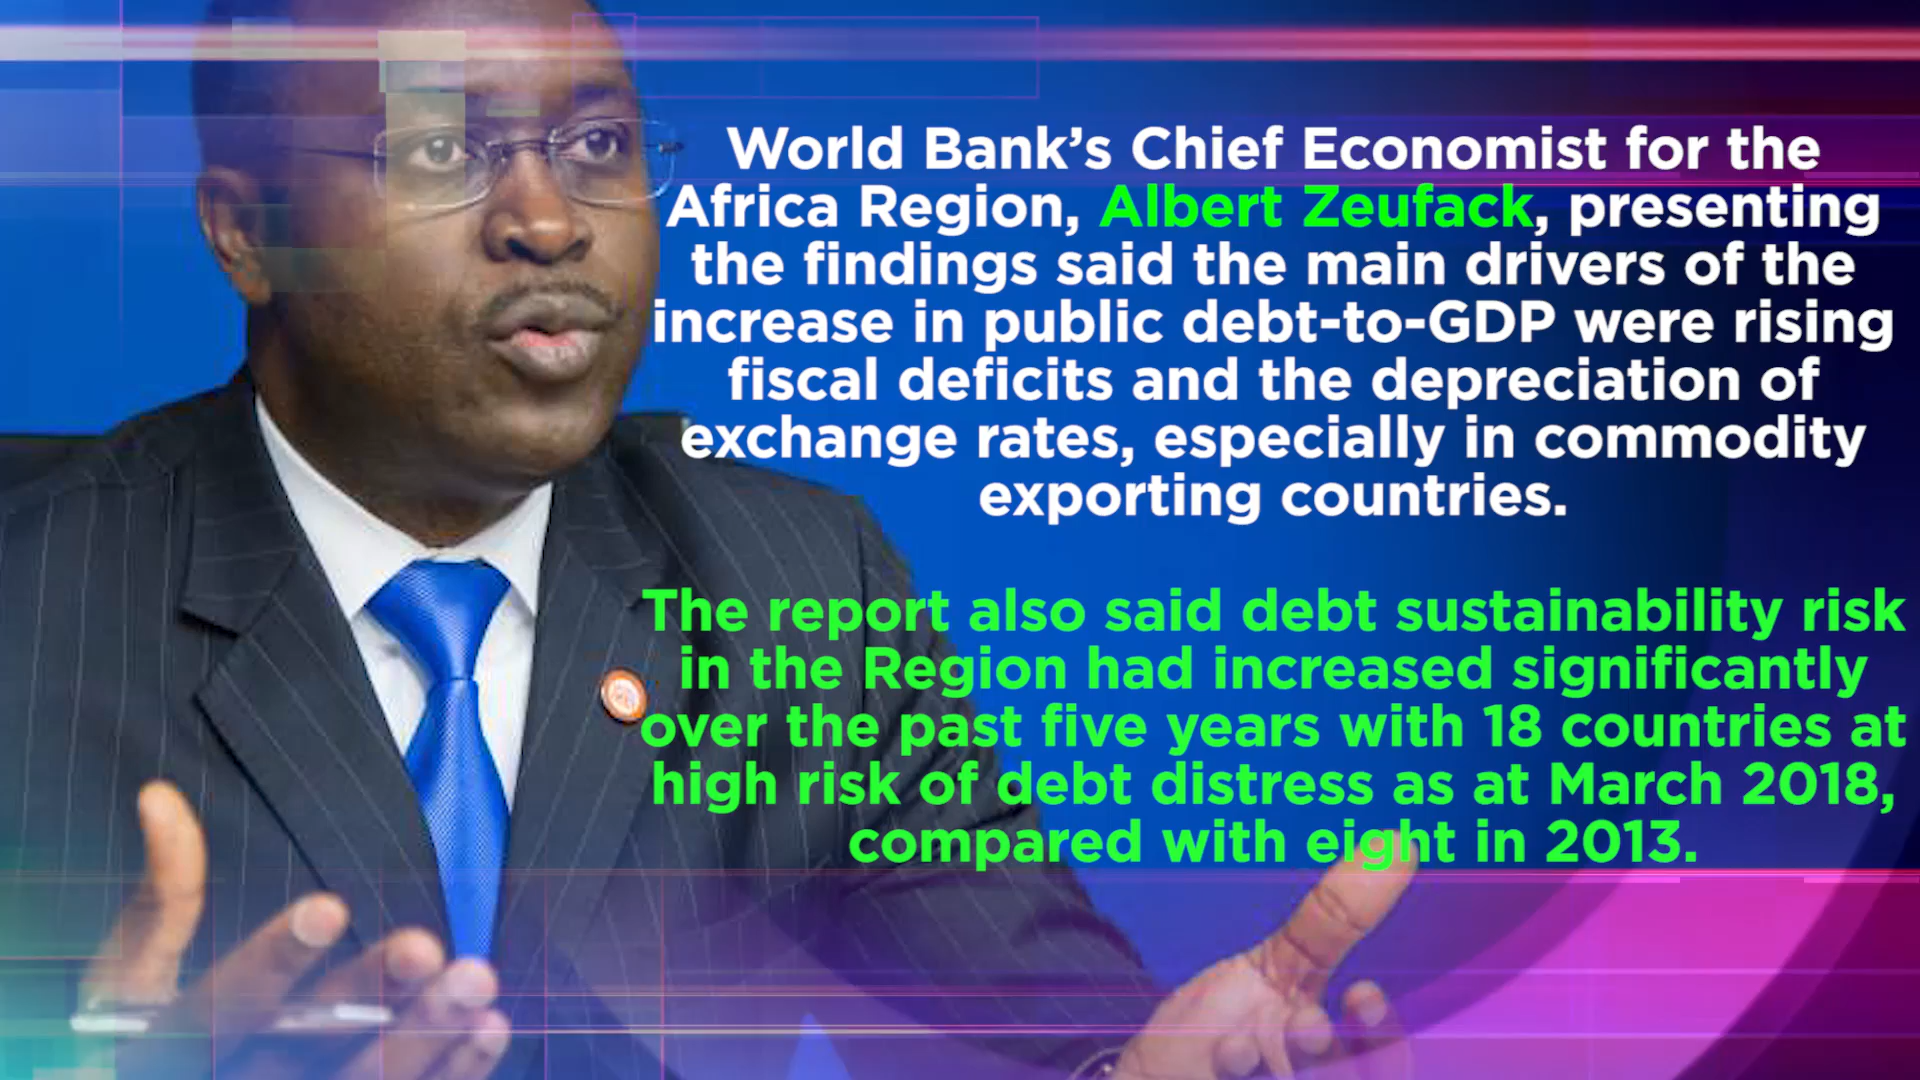 World Bank’s Chief Economist for the
Africa Region, Albert Zeufack, presenting
the findings said the main drivers of the
increase in public debt-to-GDP were rising
fiscal deficits and the depreciation of
exchange rates, especially in commodity
exporting countries.
The report also said debt sustainability risk
in the Region had increased significantly
over the past five years with 18 countries at
high risk of debt distress as at March 2018,
compared with eight in 2013.